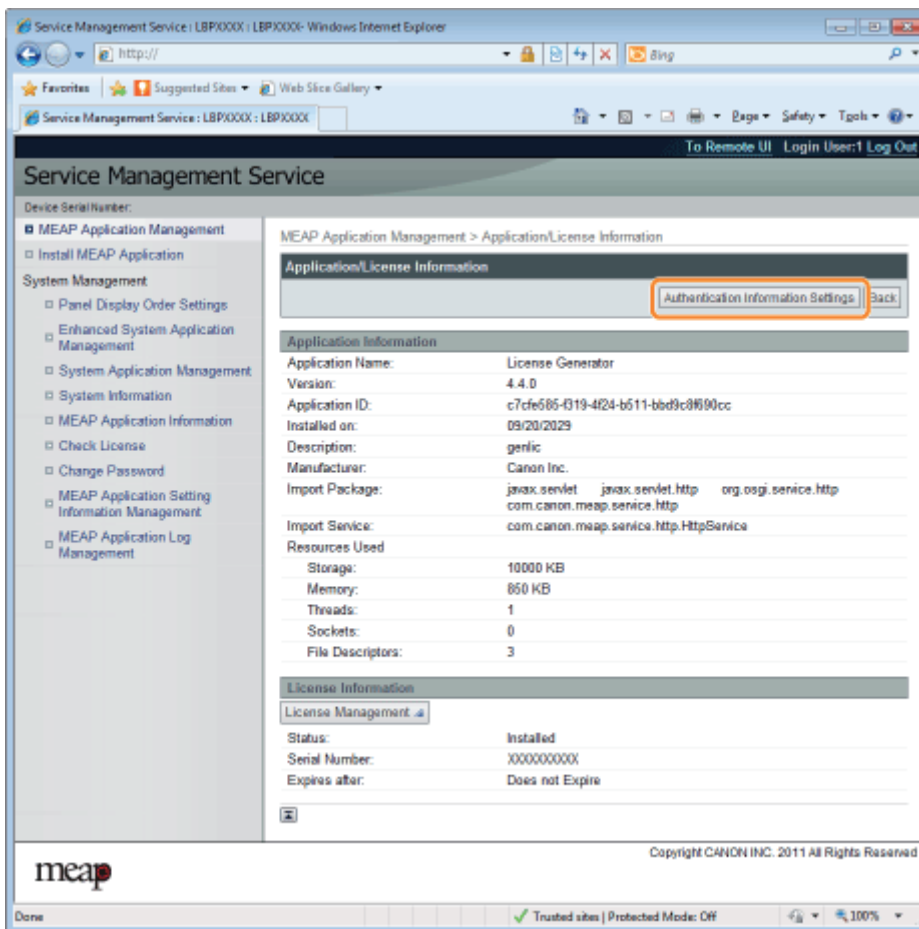 Service Management Service : LBPXXXX : LBPXXXX- Windows Internet Explorer
http://
Bing
Favorites Suggested Sites Web Slice Gallery
Service Management Service : LBPXXXX : LBPXXXX
Page Safety Tools
To Remote UI Login User:1 Log Out
Service Management Service
Device Serial Number:
MEAP Application Management
Install MEAP Application
System Management
Panel Display Order Settings
Enhanced System Application
Management
System Application Management
System Information
MEAP Application Information
Check License
Change Password
MEAP Application Setting
Information Management
MEAP Application Log
Management
MEAP Application Management > Application/License Information
Application/License Information
Authentication Information Settings Back
Application Information
Application Name: License Generator
Version: 4.4.0
Application ID: c7cfe585-f319-4f24-b511-bbd9c8f690cc
Installed on: 09/20/2029
Description: genlic
Manufacturer: Canon Inc.
Import Package: javax.servlet javax.servlet.http org.osgi.service.http
com.canon.meap.service.http
Import Service: com.canon.meap.service.http.HttpService
Resources Used
Storage: 10000 KB
Memory: 850 KB
Threads: 1
Sockets: 0
File Descriptors: 3
License Information
License Management
Status: Installed
Serial Number: XXXXXXXXXX
Expires after: Does not Expire
Copyright CANON INC. 2011 All Rights Reserved
meap
Done Trusted sites | Protected Mode: Off 100%